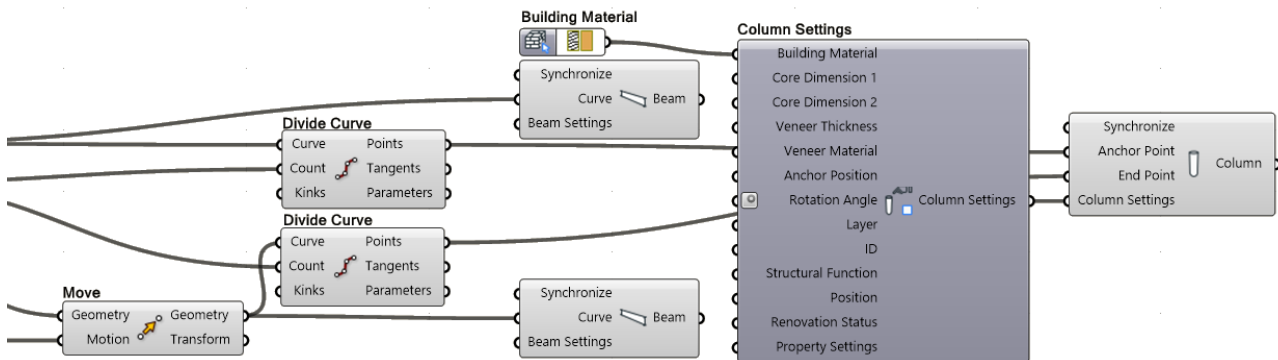 Building Material
Synchronize
Curve Beam
Beam Settings
Divide Curve
Curve Points
Count Tangents
Kinks Parameters
Divide Curve
Curve Points
Count Tangents
Kinks Parameters
Move
Geometry Geometry
Motion Transform
Synchronize
Curve Beam
Beam Settings
Column Settings
Building Material
Core Dimension 1
Core Dimension 2
Veneer Thickness
Veneer Material
Anchor Position
Rotation Angle Column Settings
Layer
ID
Structural Function
Position
Renovation Status
Property Settings
Synchronize
Anchor Point
End Point Column
Column Settings